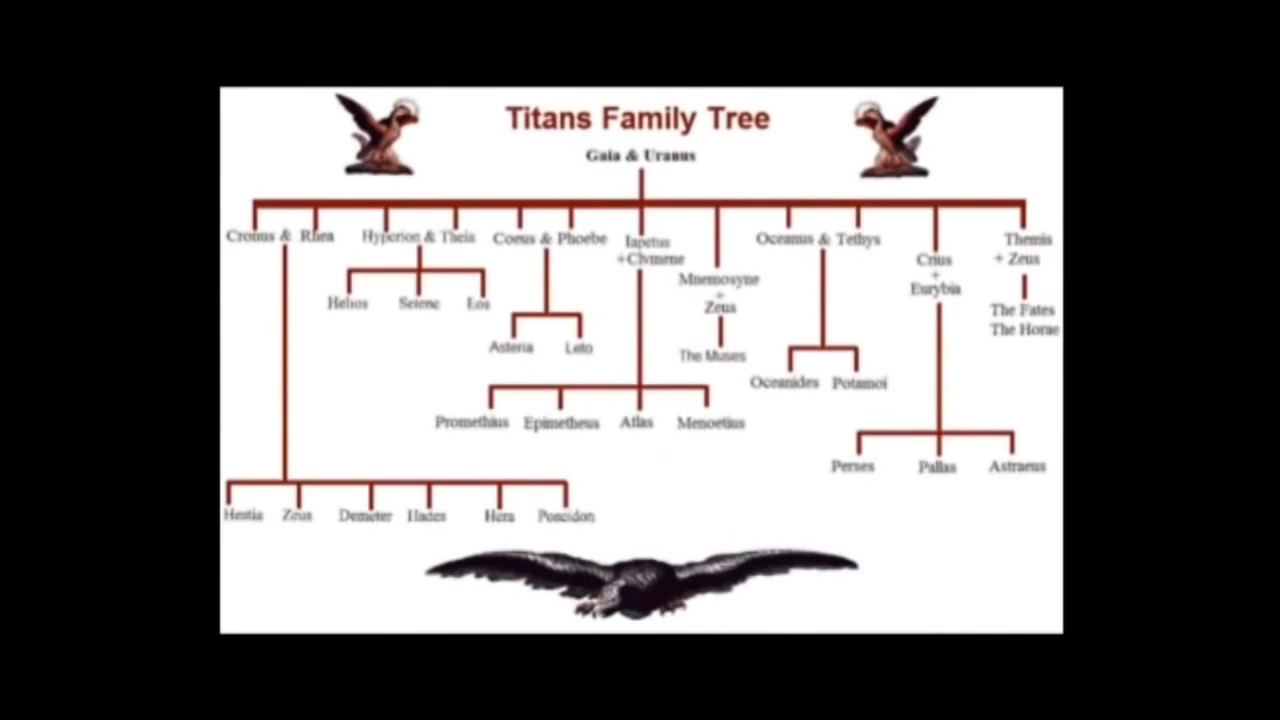 Titans Family Tree
Gaia & Uranus
Cronus & Rhea
Hyperion & Theia
Coeus & Phoebe
Iapetus
+Clymene
Mnemosyne
+
Zeus
The Muses
Oceanus & Tethys
Crius
+
Eurybia
Themis
+ Zeus
The Fates
The Horae
Helios
Selene
Eos
Asteria
Leto
Oceanides
Potamoi
Promethius
Epimetheus
Atlas
Menoetius
Perses
Pallas
Astraeus
Hestia
Zeus
Demeter
Hades
Hera
Poseidon